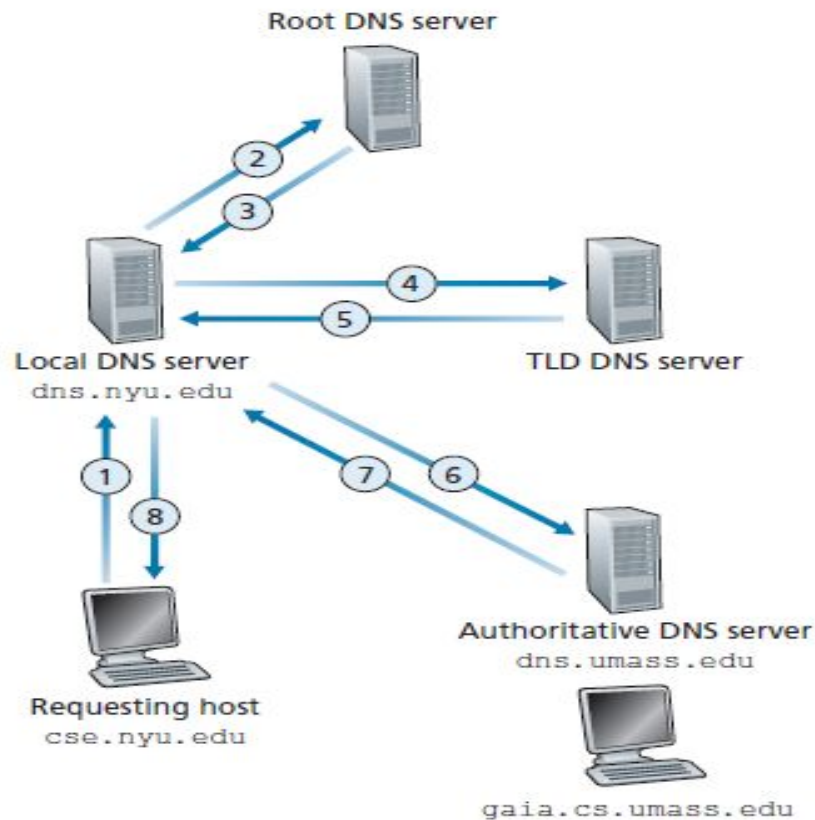 Root DNS server
2
3
4
5
Local DNS server
dns.nyu.edu
TLD DNS server
1
8
7
6
Authoritative DNS server
dns.umass.edu
Requesting host
cse.nyu.edu
gaia.cs.umass.edu